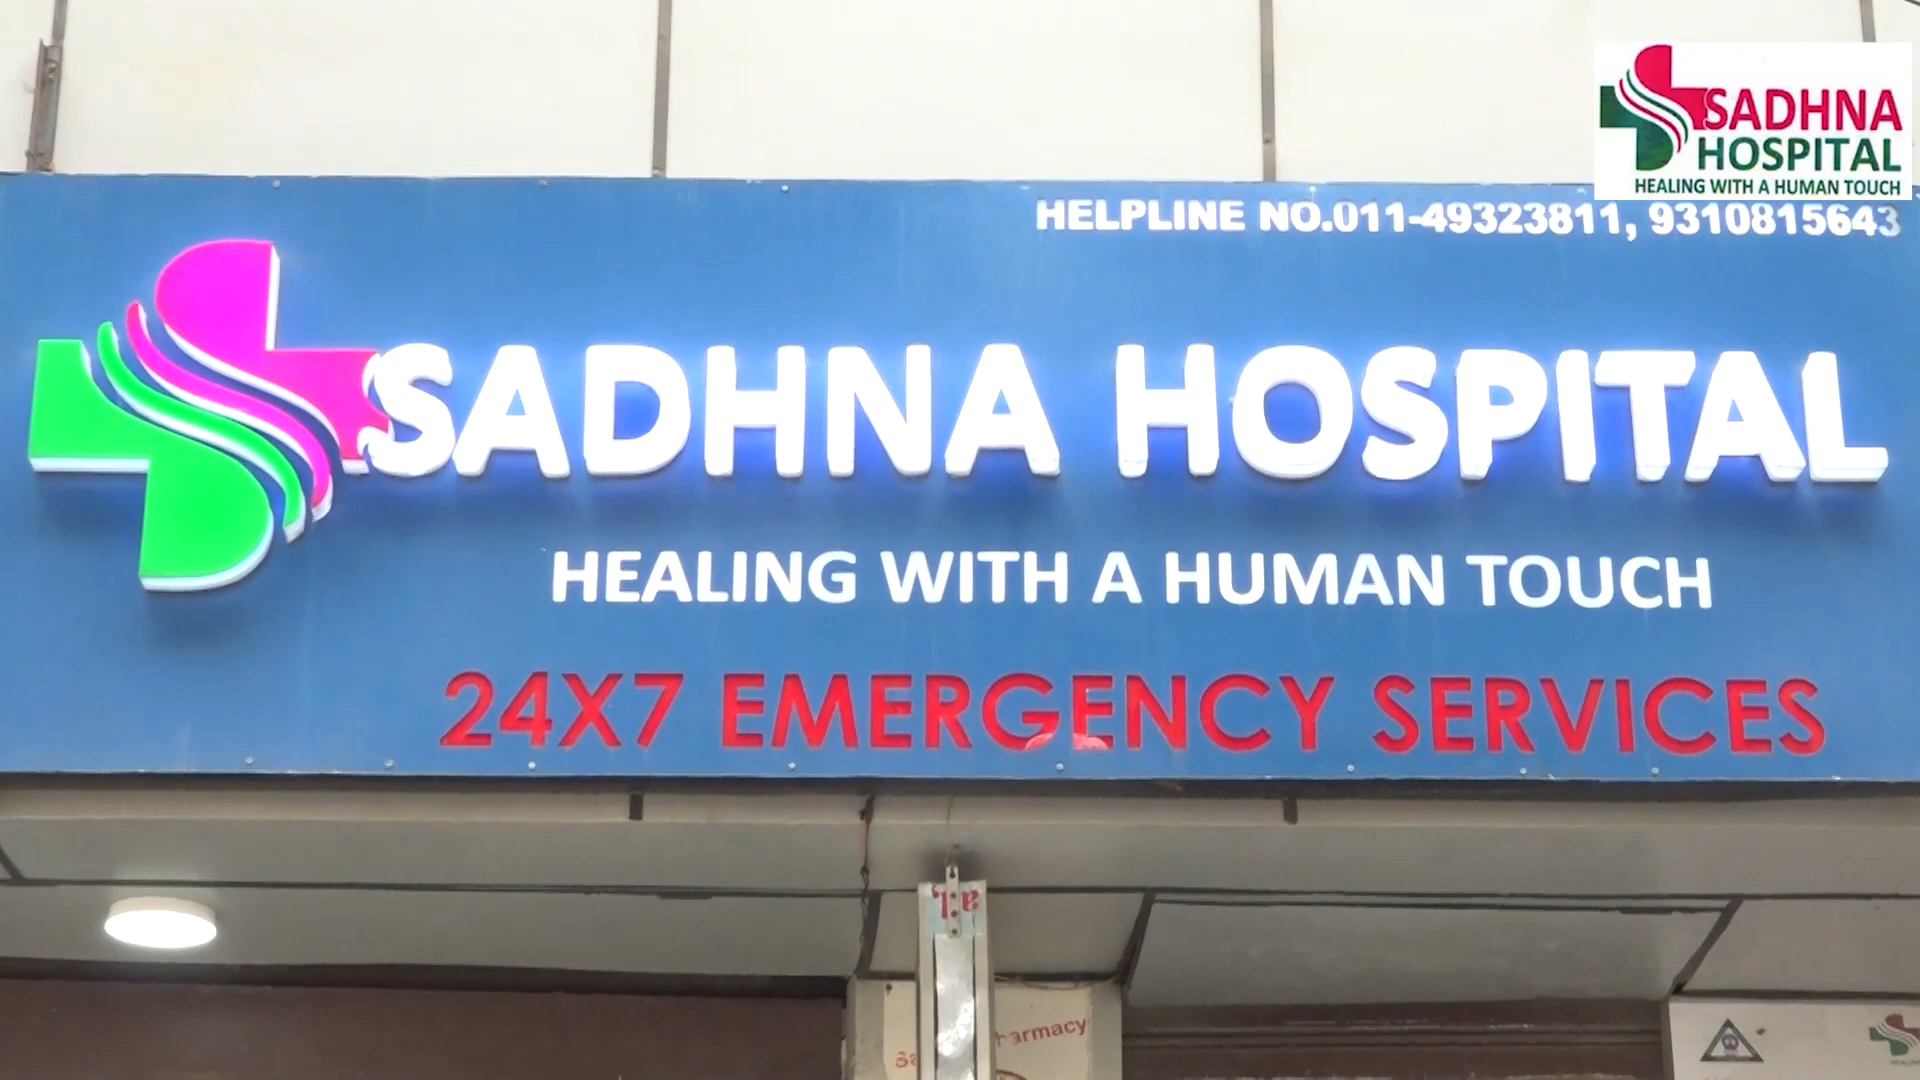 SADHNA
HOSPITAL
HEALING WITH A HUMAN TOUCH
HELPLINE NO.011-49323811, 9310815643
SADHNA HOSPITAL
HEALING WITH A HUMAN TOUCH
24X7 EMERGENCY SERVICES